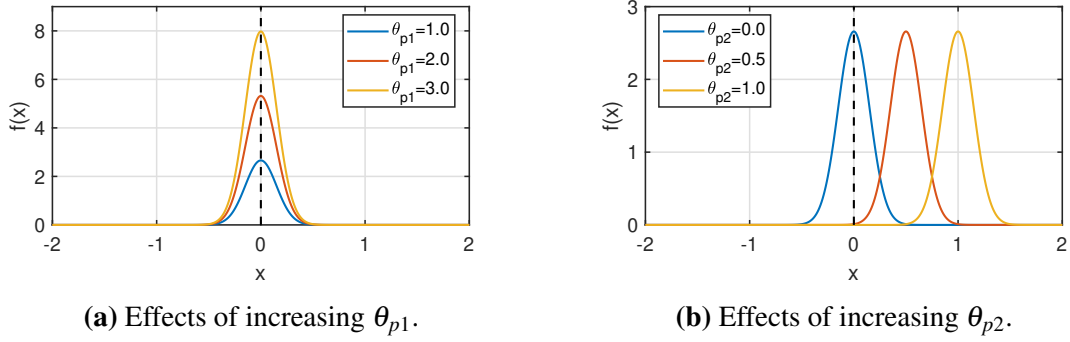 8
6
4
2
0
f(x)
-2
-1
0
1
2
x
θp1=1.0
θp1=2.0
θp1=3.0
(a) Effects of increasing θp1.
3
2
1
0
f(x)
-2
-1
0
1
2
x
θp2=0.0
θp2=0.5
θp2=1.0
(b) Effects of increasing θp2.